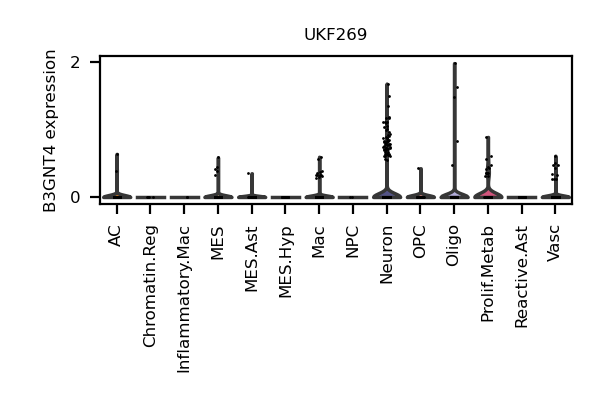 UKF269
B3GNT4 expression
2
0
AC
Chromatin.Reg
Inflammatory.Mac
MES
MES.Ast
MES.Hyp
Mac
NPC
Neuron
OPC
Oligo
Prolif.Metab
Reactive.Ast
Vasc